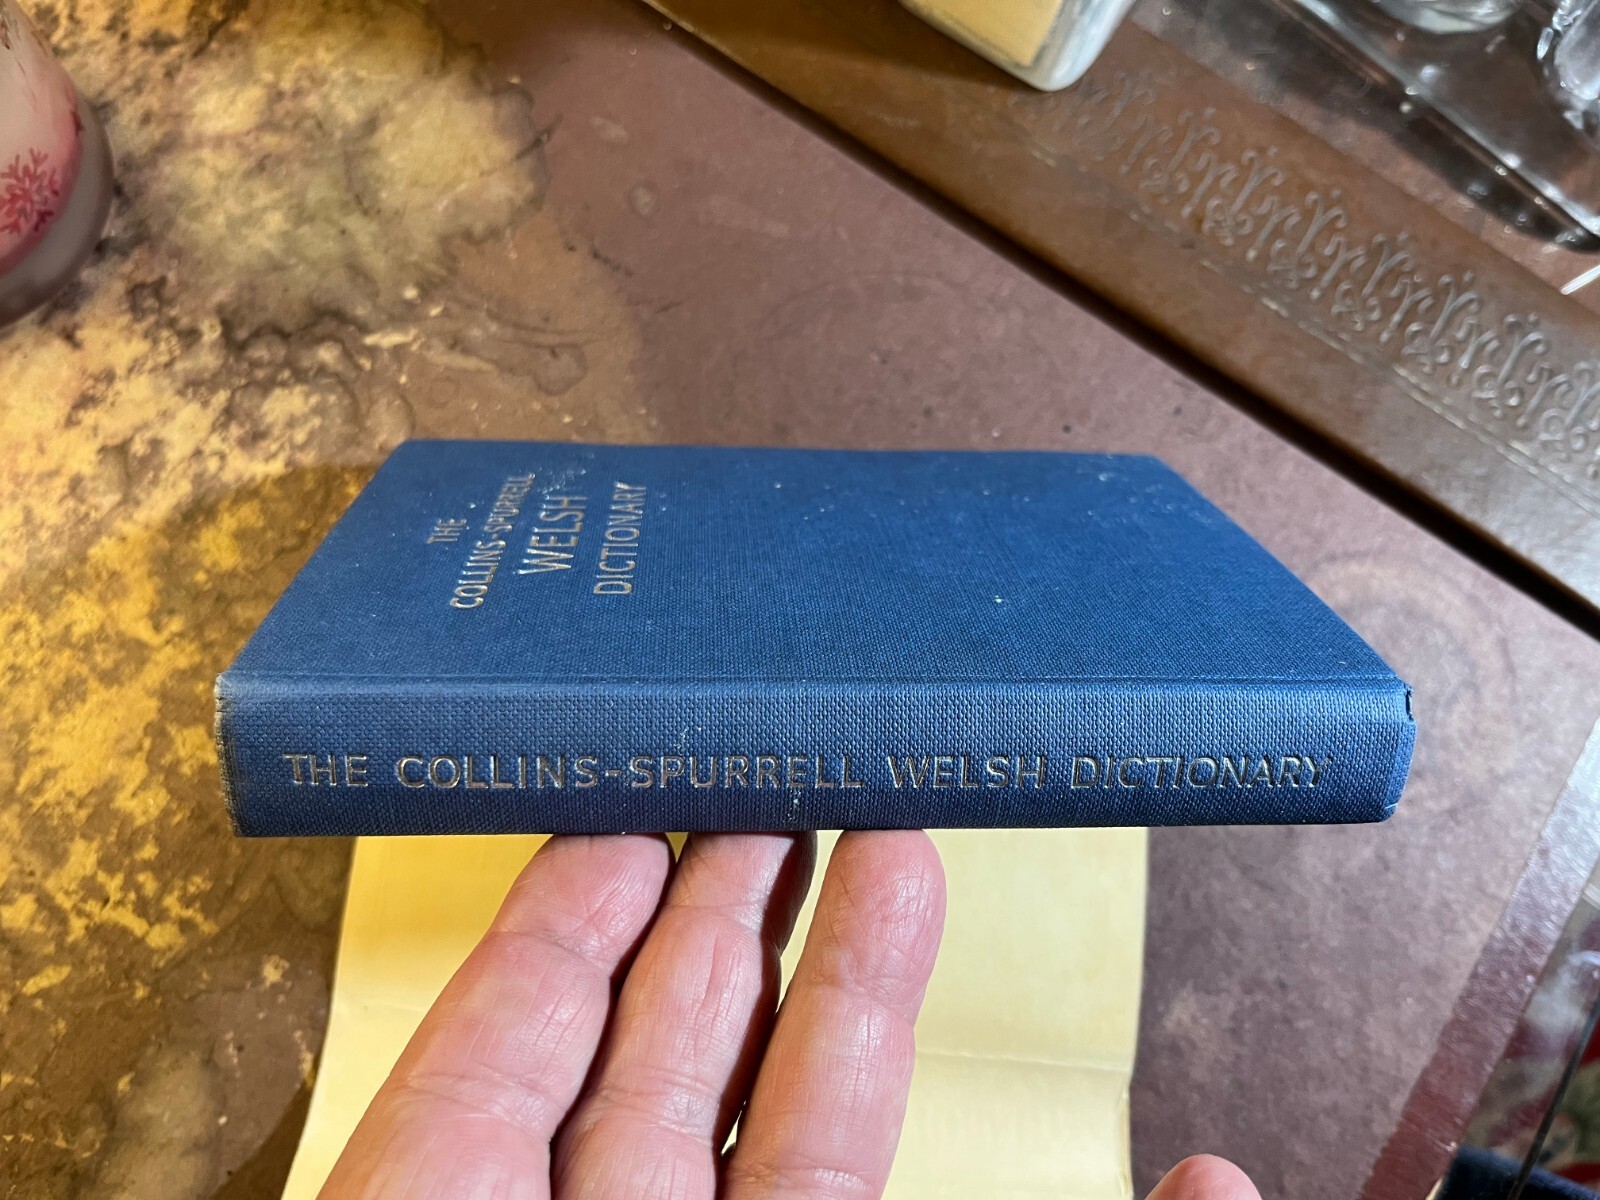 THE
COLLINS-SPURRELL
WELSH
DICTIONARY
THE COLLINS-SPURRELL WELSH DICTIONARY